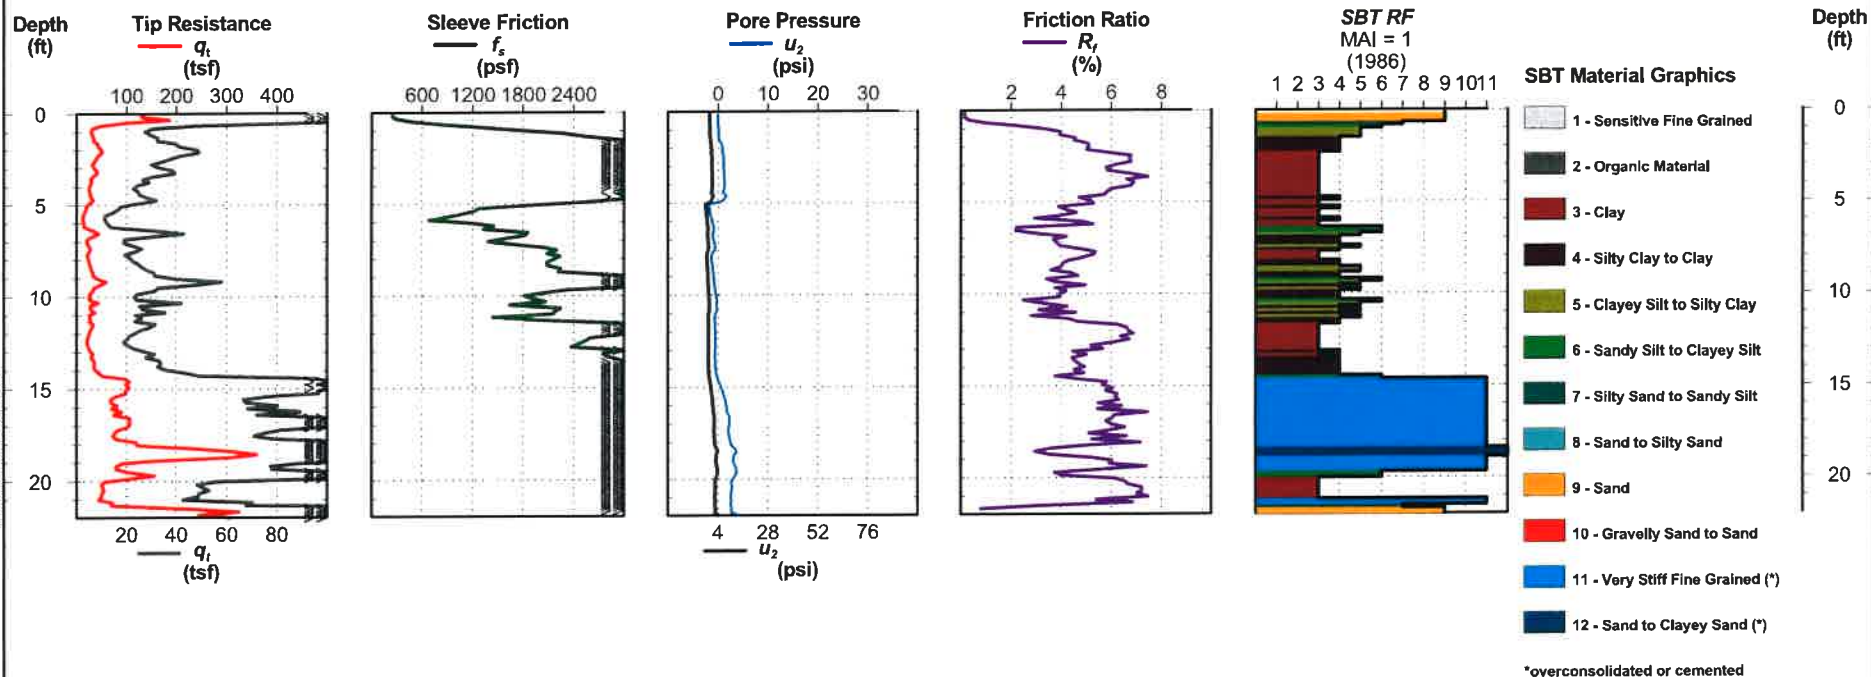 Depth
(ft)
Tip Resistance
qt
(tsf)
100 200 300 400
0
5
10
15
20
20 40 60 80
qt
(tsf)
Sleeve Friction
fs
(psf)
600 1200 1800 2400
Pore Pressure
u2
(psi)
0 10 20 30
4 28 52 76
u2
(psi)
Friction Ratio
Rf
(%)
2 4 6 8
SBT RF
MAI = 1
(1986)
1 2 3 4 5 6 7 8 9 10 11
SBT Material Graphics
1 - Sensitive Fine Grained
2 - Organic Material
3 - Clay
4 - Silty Clay to Clay
5 - Clayey Silt to Silty Clay
6 - Sandy Silt to Clayey Silt
7 - Silty Sand to Sandy Silt
8 - Sand to Silty Sand
9 - Sand
10 - Gravelly Sand to Sand
11 - Very Stiff Fine Grained (*)
12 - Sand to Clayey Sand (*)
*overconsolidated or cemented
Depth
(ft)
0
5
10
15
20